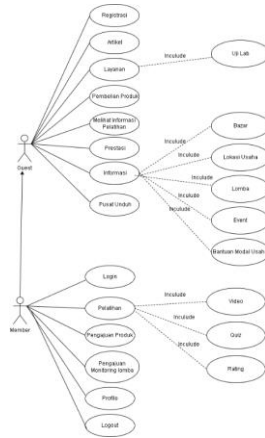 Registrasi
Artikel
Layanan
Include
Uji Lab
Pembelian Produk
Melihat Informasi
Pelatihan
Prestasi
Guest
Informasi
Include
Bazar
Include
Lokasi Usaha
Include
Lomba
Include
Event
Include
Bantuan Modal Usaha
Pusat Unduh
Login
Member
Pelatihan
Include
Video
Include
Quiz
Include
Rating
Pengajuan Produk
Pengajuan
Monitoring lomba
Profile
Logout